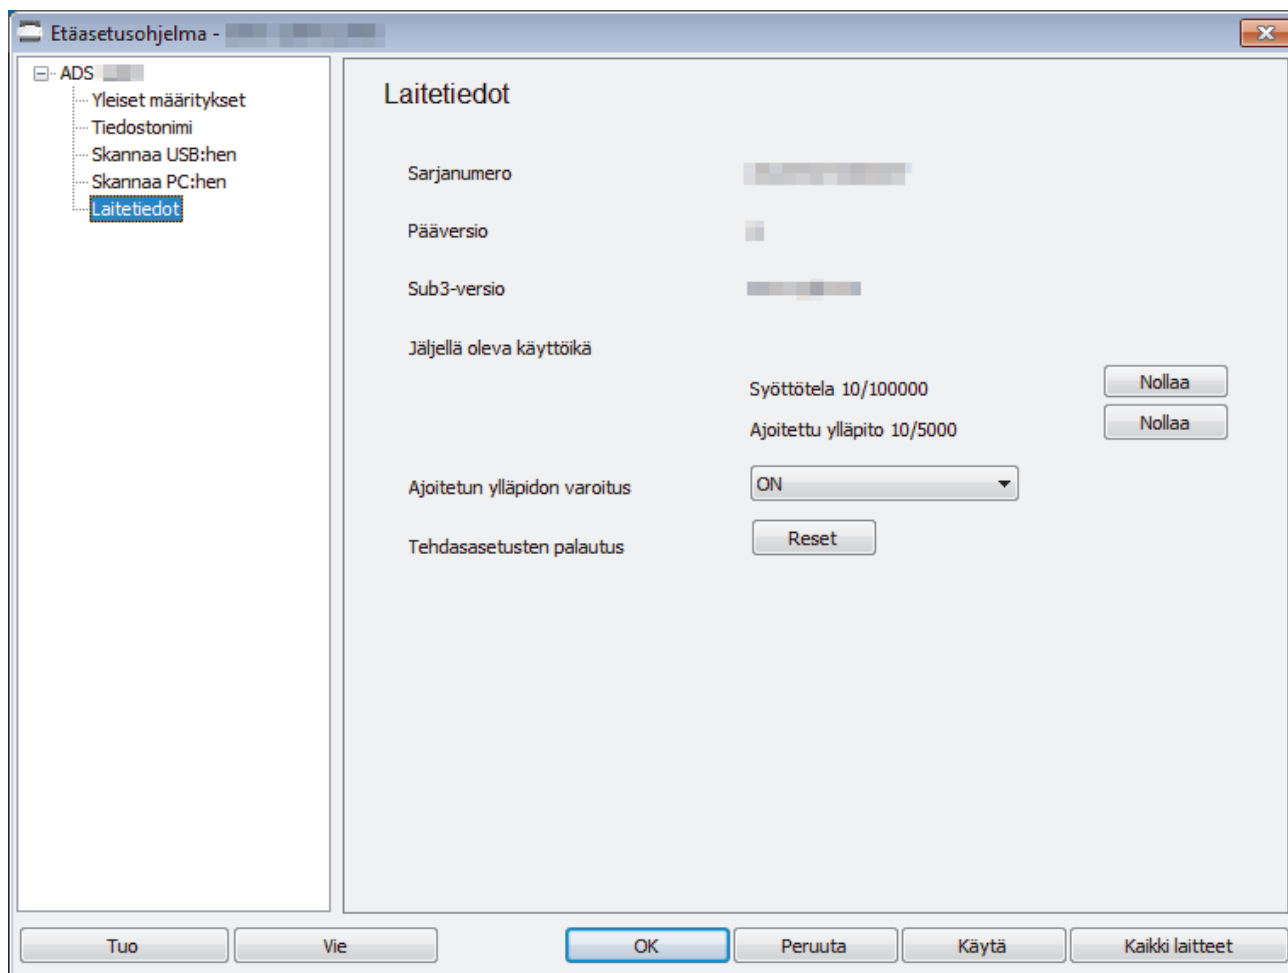 Etäasetusohjelma -
ADS
Yleiset määritykset
Tiedostonimi
Skannaa USB:hen
Skannaa PC:hen
Laitetiedot
Laitetiedot
Sarjanumero
Pääversio
Sub3-versio
Jäljellä oleva käyttöikä
Syöttötela 10/100000 Nollaa
Ajoitettu ylläpito 10/5000 Nollaa
Ajoitetun ylläpidon varoitus ON
Tehdasasetusten palautus Reset
Tuo Vie OK Peruuta Käytä Kaikki laitteet